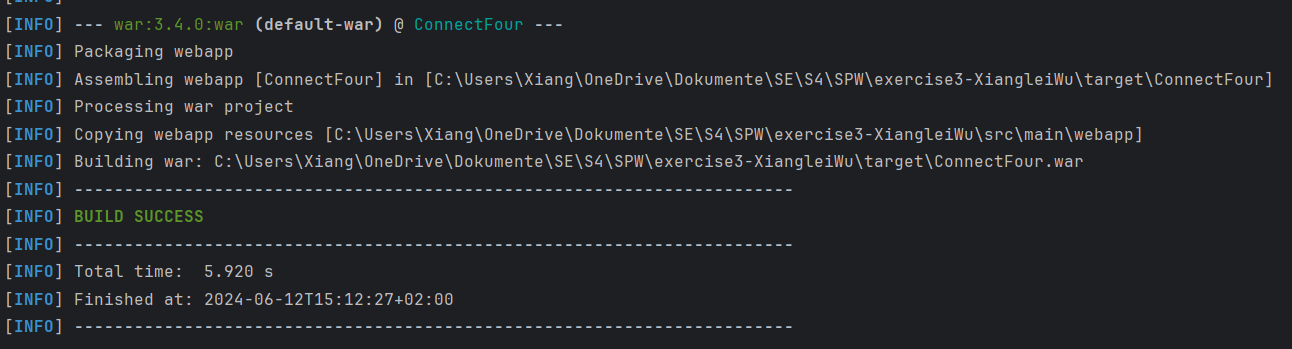 [INFO] --- war:3.4.0:war (default-war) @ ConnectFour ---
[INFO] Packaging webapp
[INFO] Assembling webapp [ConnectFour] in [C:\Users\Xiang\OneDrive\Dokumente\SE\S4\SPW\exercise3-XiangleiWu\target\ConnectFour]
[INFO] Processing war project
[INFO] Copying webapp resources [C:\Users\Xiang\OneDrive\Dokumente\SE\S4\SPW\exercise3-XiangleiWu\src\main\webapp]
[INFO] Building war: C:\Users\Xiang\OneDrive\Dokumente\SE\S4\SPW\exercise3-XiangleiWu\target\ConnectFour.war
[INFO] ------------------------------------------------------------------------
[INFO] BUILD SUCCESS
[INFO] ------------------------------------------------------------------------
[INFO] Total time:  5.920 s
[INFO] Finished at: 2024-06-12T15:12:27+02:00
[INFO] ------------------------------------------------------------------------